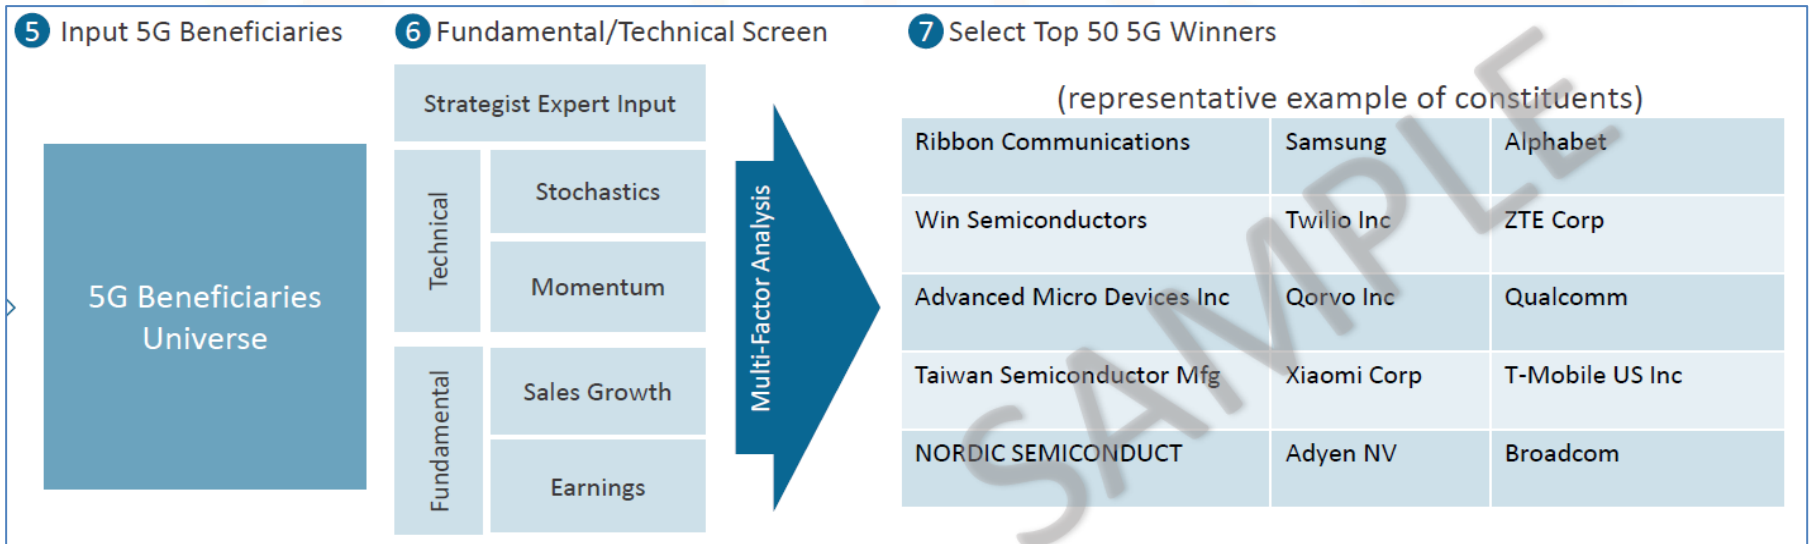 5 Input 5G Beneficiaries
6 Fundamental/Technical Screen
7 Select Top 50 5G Winners
5G Beneficiaries
Universe
Strategist Expert Input
Technical
Stochastics
Momentum
Fundamental
Sales Growth
Earnings
Multi-Factor Analysis
(representative example of constituents)
Ribbon Communications Samsung Alphabet
Win Semiconductors Twilio Inc ZTE Corp
Advanced Micro Devices Inc Qorvo Inc Qualcomm
Taiwan Semiconductor Mfg Xiaomi Corp T-Mobile US Inc
NORDIC SEMICONDUCT Adyen NV Broadcom
SAMPLE